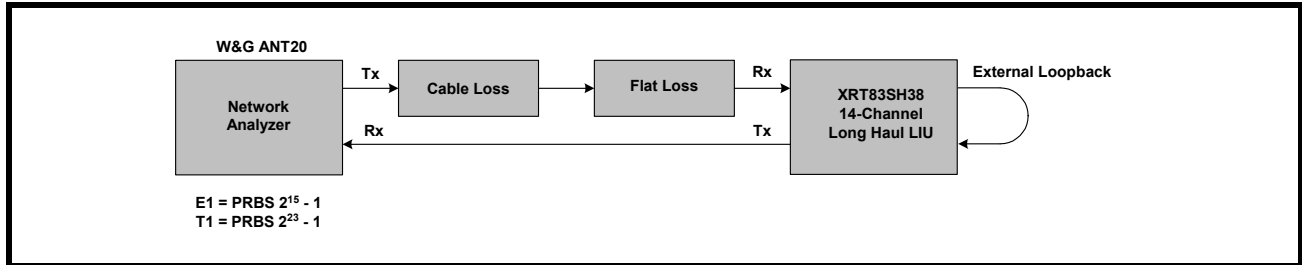 W&G ANT20
Network
Analyzer
Tx
Rx
Cable Loss
Flat Loss
Rx
Tx
XRT83SH38
14-Channel
Long Haul LIU
External Loopback
E1 = PRBS 2¹⁵ - 1
T1 = PRBS 2²³ - 1